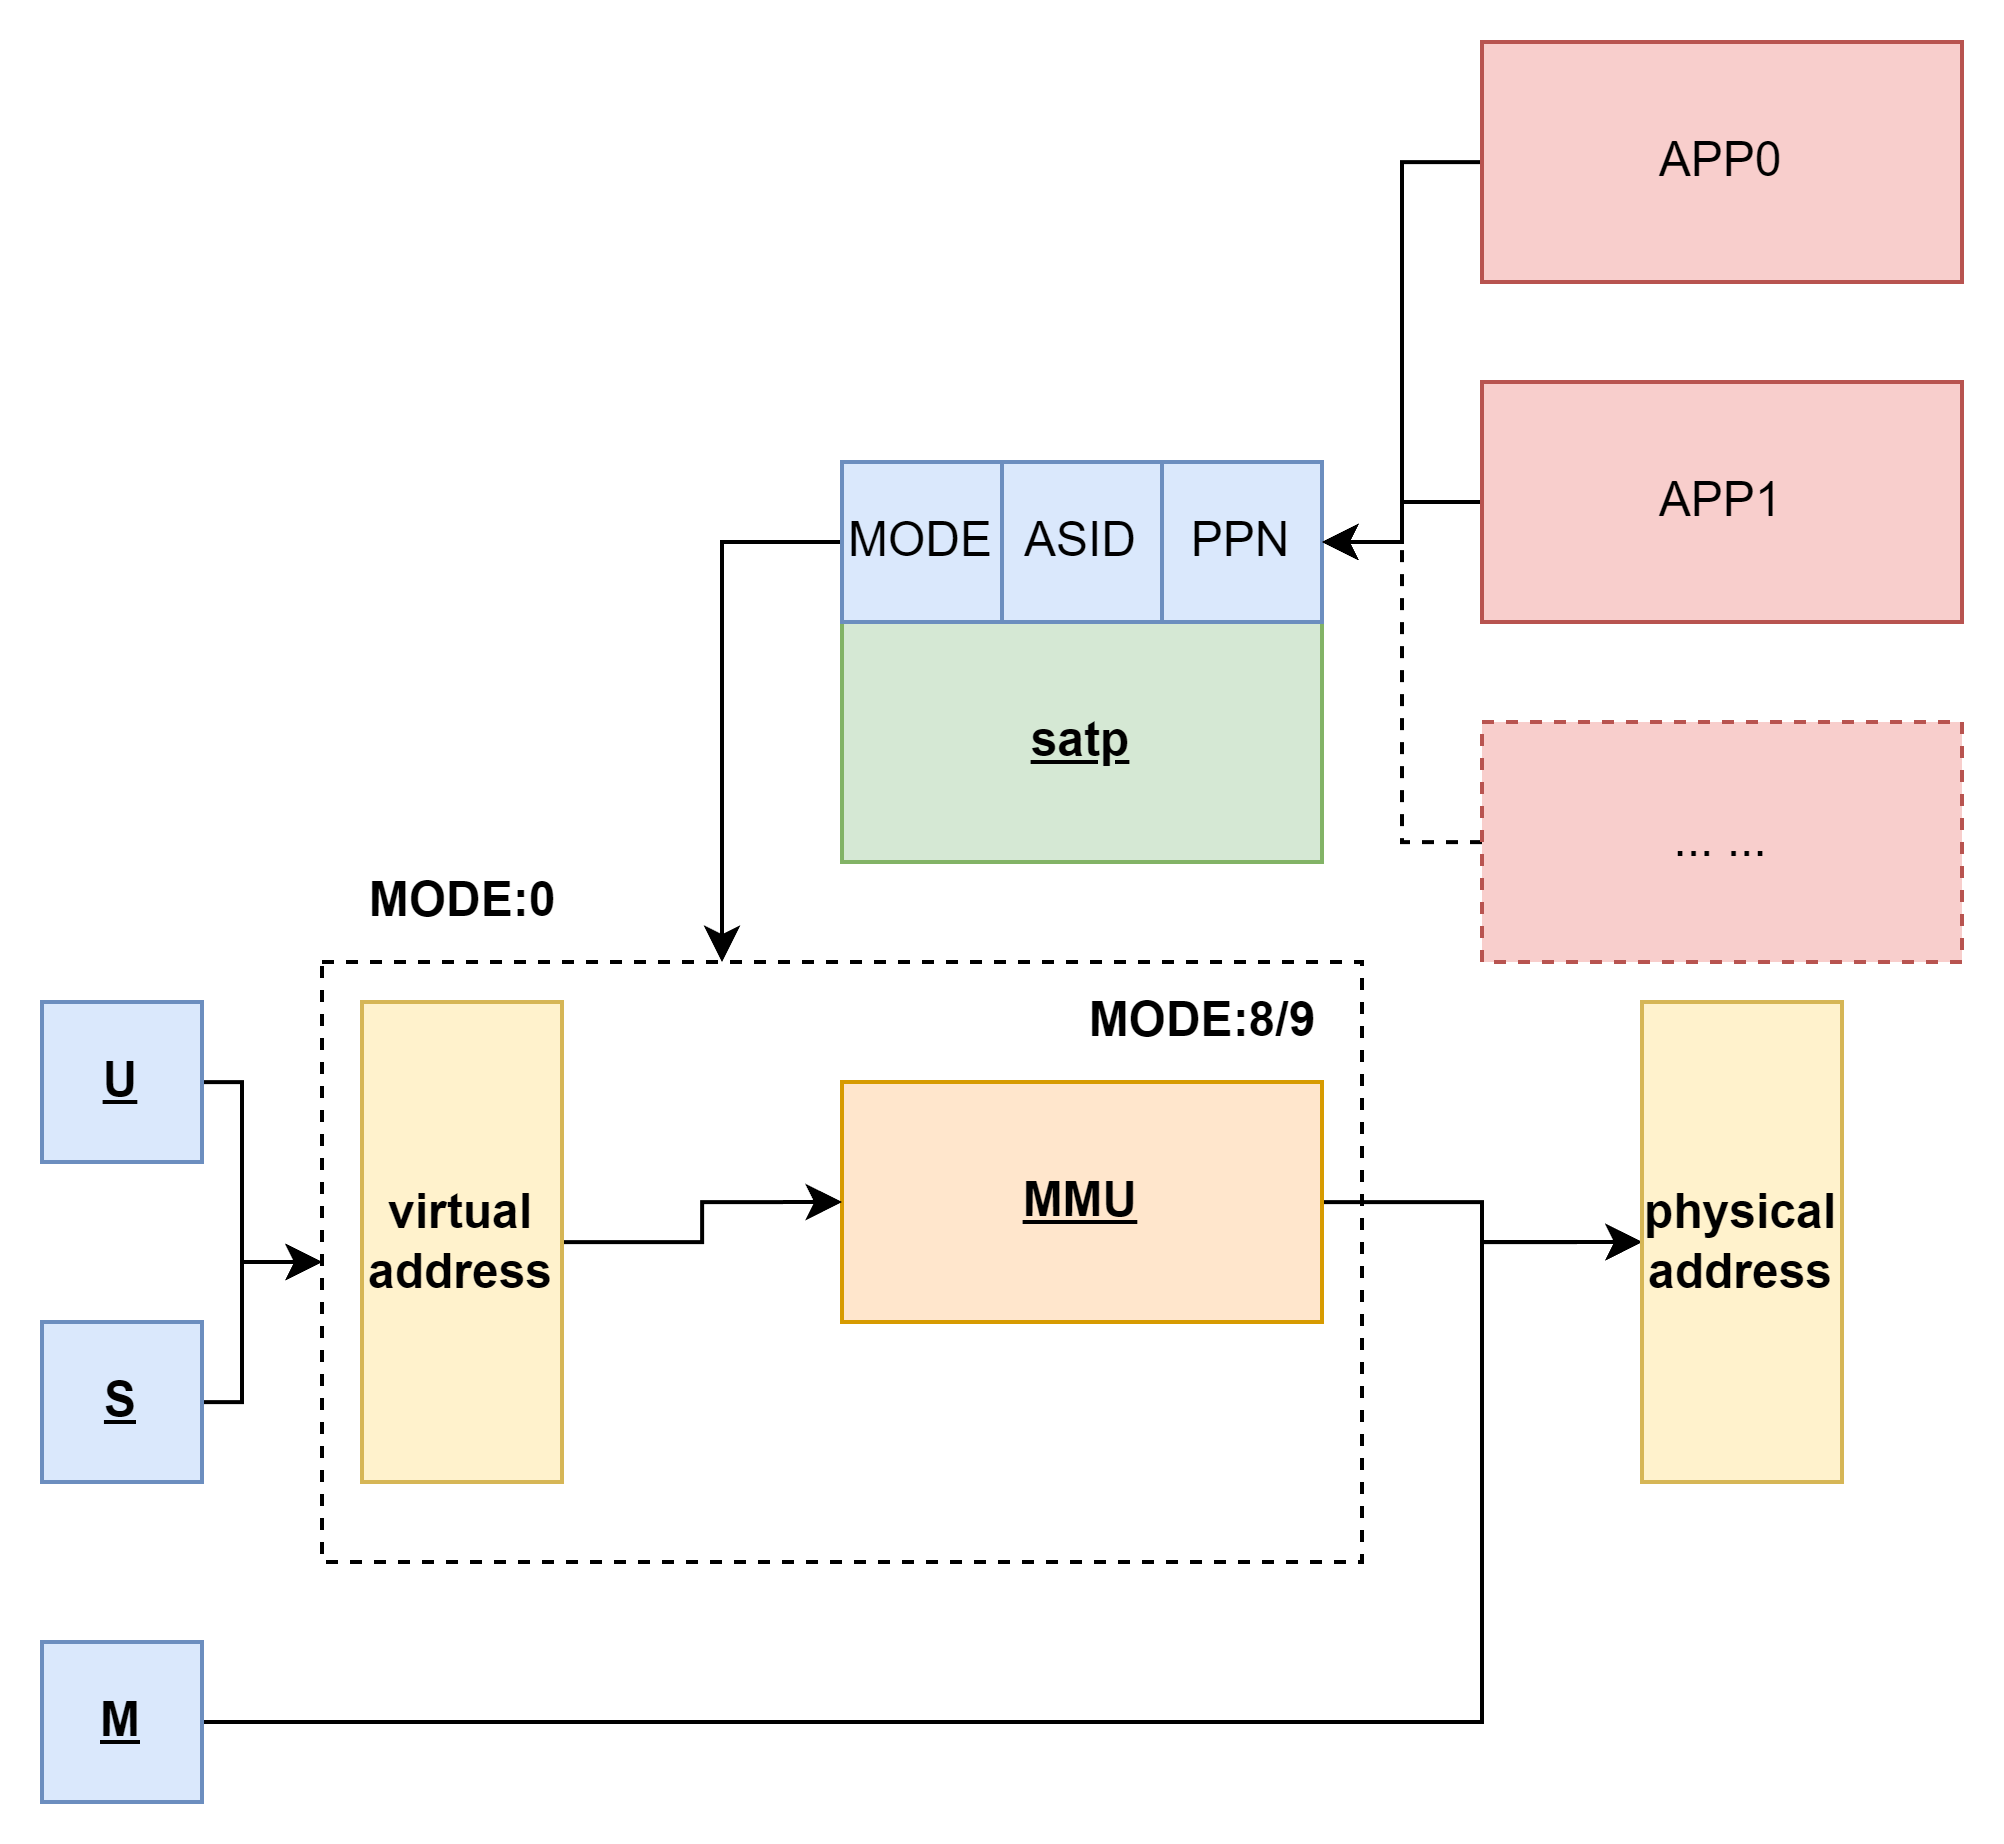 APP0
APP1
MODE ASID PPN
satp
... ...
MODE:0
MODE:8/9
U
S
M
virtual
address
MMU
physical
address